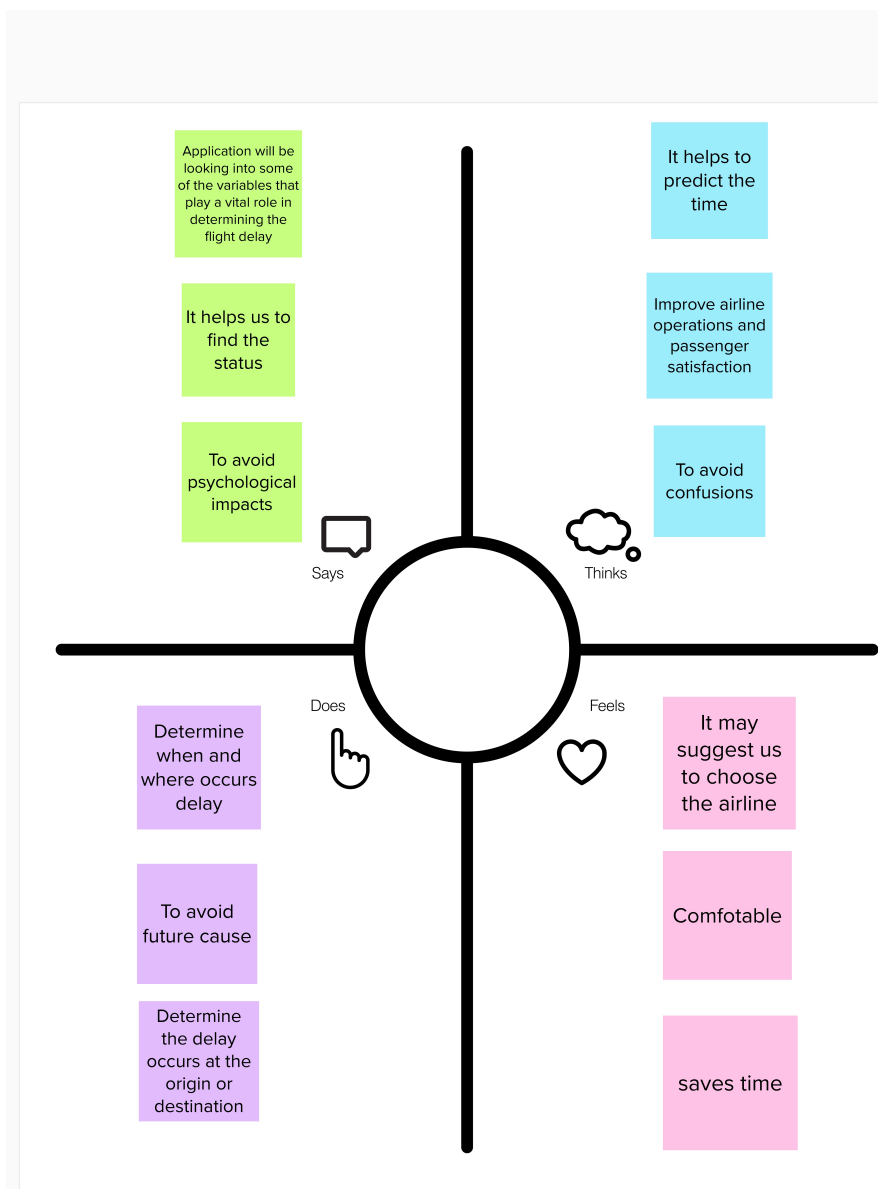 Application will be
looking into some
of the variables that
play a vital role in
determining the
flight delay
It helps us to
find the
status
To avoid
psychological
impacts
Says
It helps to
predict the
time
Improve airline
operations and
passenger
satisfaction
To avoid
confusions
Thinks
Does
Determine
when and
where occurs
delay
To avoid
future cause
Determine
the delay
occurs at the
origin or
destination
Feels
It may
suggest us
to choose
the airline
Comfotable
saves time